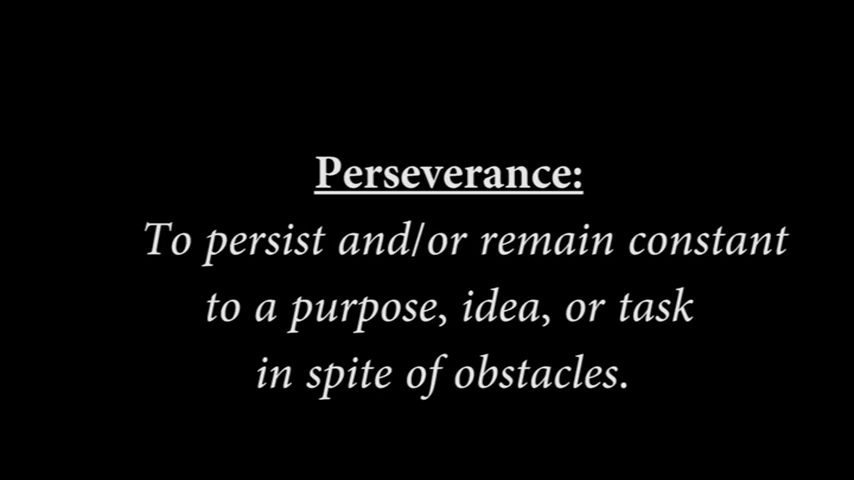 Perseverance:
To persist and/or remain constant
to a purpose, idea, or task
in spite of obstacles.